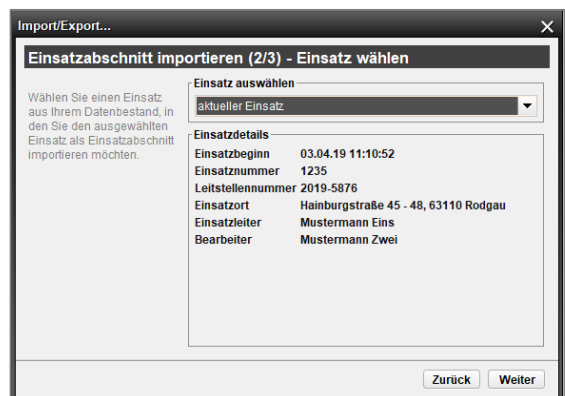 Import/Export...
Einsatzabschnitt importieren (2/3) - Einsatz wählen
Wählen Sie einen Einsatz
aus Ihrem Datenbestand, in
den Sie den ausgewählten
Einsatz als Einsatzabschnitt
importieren möchten.
Einsatz auswählen
aktueller Einsatz
Einsatzdetails
Einsatzbeginn 03.04.19 11:10:52
Einsatznummer 1235
Leitstellennummer 2019-5876
Einsatzort Hainburgstraße 45 - 48, 63110 Rodgau
Einsatzleiter Mustermann Eins
Bearbeiter Mustermann Zwei
Zurück Weiter